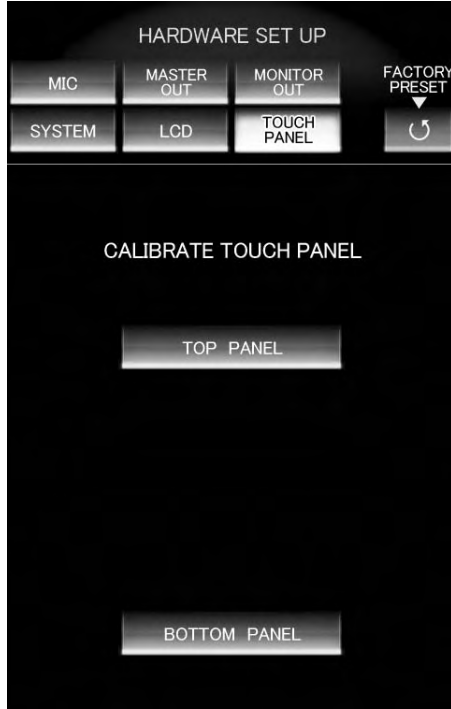 HARDWARE SET UP
MIC
MASTER
OUT
MONITOR
OUT
FACTORY
PRESET
SYSTEM
LCD
TOUCH
PANEL
CALIBRATE TOUCH PANEL
TOP PANEL
BOTTOM PANEL